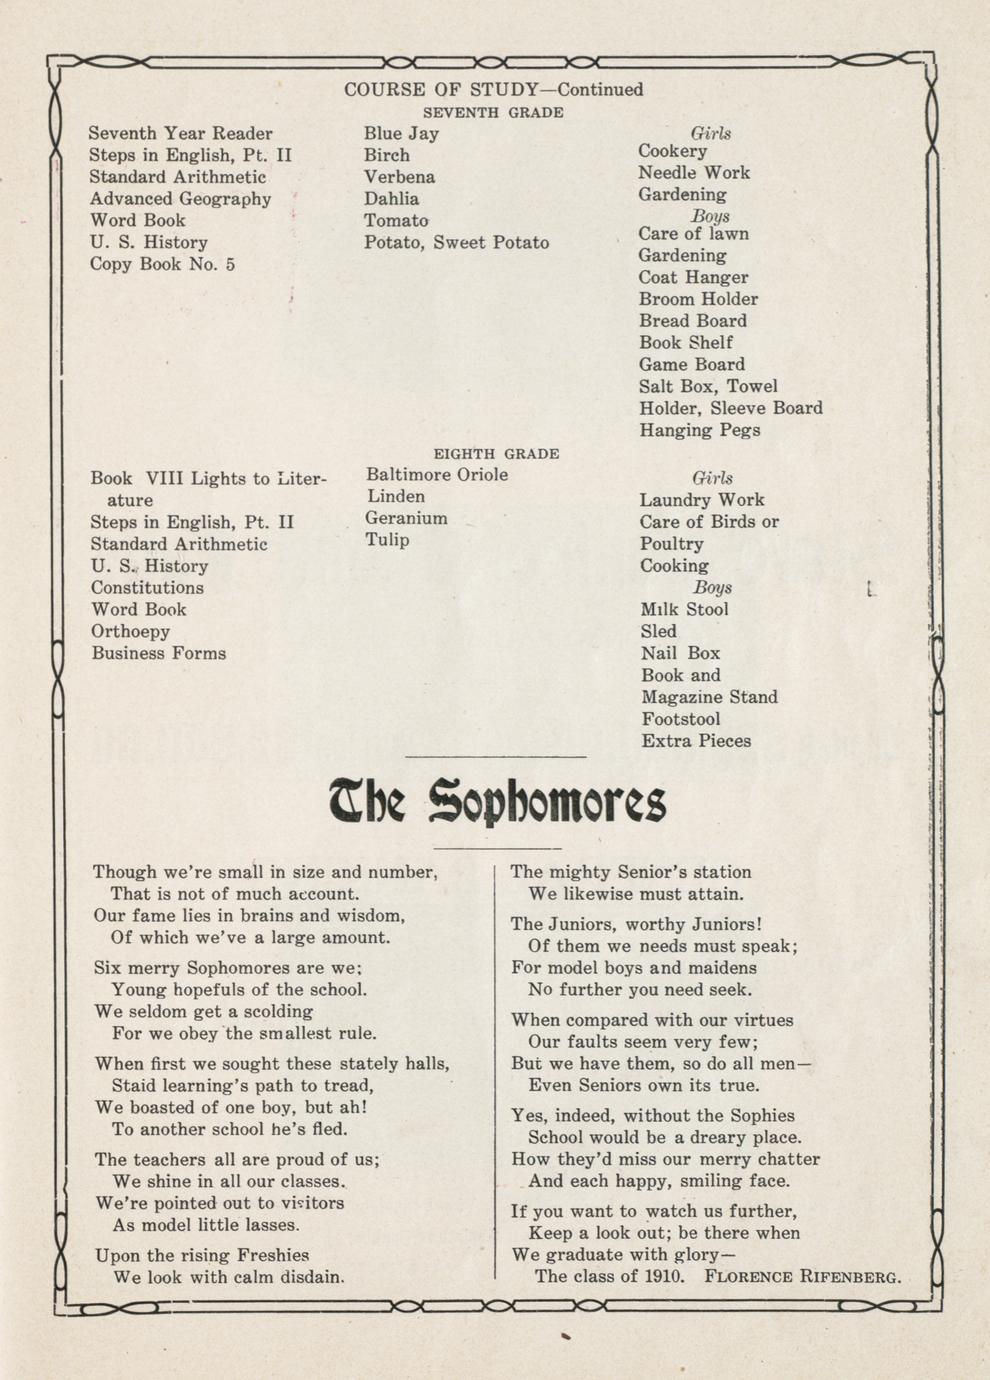 COURSE OF STUDY—Continued
SEVENTH GRADE
Seventh Year Reader
Steps in English, Pt. II
Standard Arithmetic
Advanced Geography
Word Book
U. S. History
Copy Book No. 5
Blue Jay
Birch
Verbena
Dahlia
Tomato
Potato, Sweet Potato
Girls
Cookery
Needle Work
Gardening
Boys
Care of lawn
Gardening
Coat Hanger
Broom Holder
Bread Board
Book Shelf
Game Board
Salt Box, Towel
Holder, Sleeve Board
Hanging Pegs
EIGHTH GRADE
Book VIII Lights to Liter-
ature
Steps in English, Pt. II
Standard Arithmetic
U. S. History
Constitutions
Word Book
Orthoepy
Business Forms
Baltimore Oriole
Linden
Geranium
Tulip
Girls
Laundry Work
Care of Birds or
Poultry
Cooking
Boys
Milk Stool
Sled
Nail Box
Book and
Magazine Stand
Footstool
Extra Pieces
The Sophomores
Though we're small in size and number,
That is not of much account.
Our fame lies in brains and wisdom,
Of which we've a large amount.
Six merry Sophomores are we;
Young hopefuls of the school.
We seldom get a scolding
For we obey the smallest rule.
When first we sought these stately halls,
Staid learning's path to tread,
We boasted of one boy, but ah!
To another school he's fled.
The teachers all are proud of us;
We shine in all our classes.
We're pointed out to visitors
As model little lasses.
Upon the rising Freshies
We look with calm disdain.
The mighty Senior's station
We likewise must attain.
The Juniors, worthy Juniors!
Of them we needs must speak;
For model boys and maidens
No further you need seek.
When compared with our virtues
Our faults seem very few;
But we have them, so do all men—
Even Seniors own its true.
Yes, indeed, without the Sophies
School would be a dreary place.
How they'd miss our merry chatter
And each happy, smiling face.
If you want to watch us further,
Keep a look out; be there when
We graduate with glory—
The class of 1910. FLORENCE RIFENBERG.